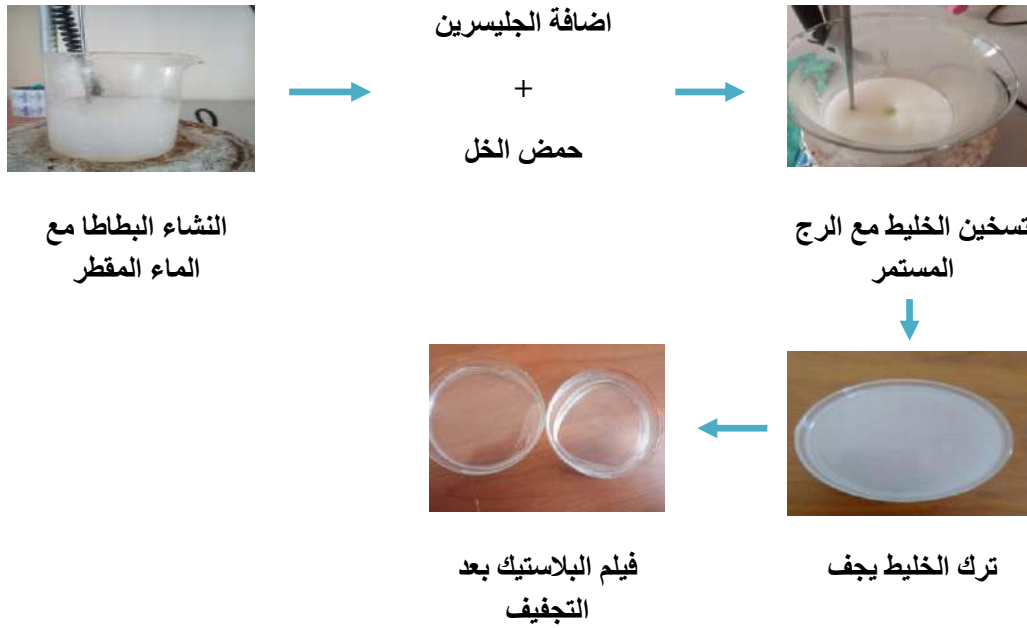 اضافة الجليسرين
+
حمض الخل
النشاء البطاطا مع
الماء المقطر
تسخين الخليط مع الرج
المستمر
ترك الخليط يجف
فيلم البلاستيك بعد
التجفيف